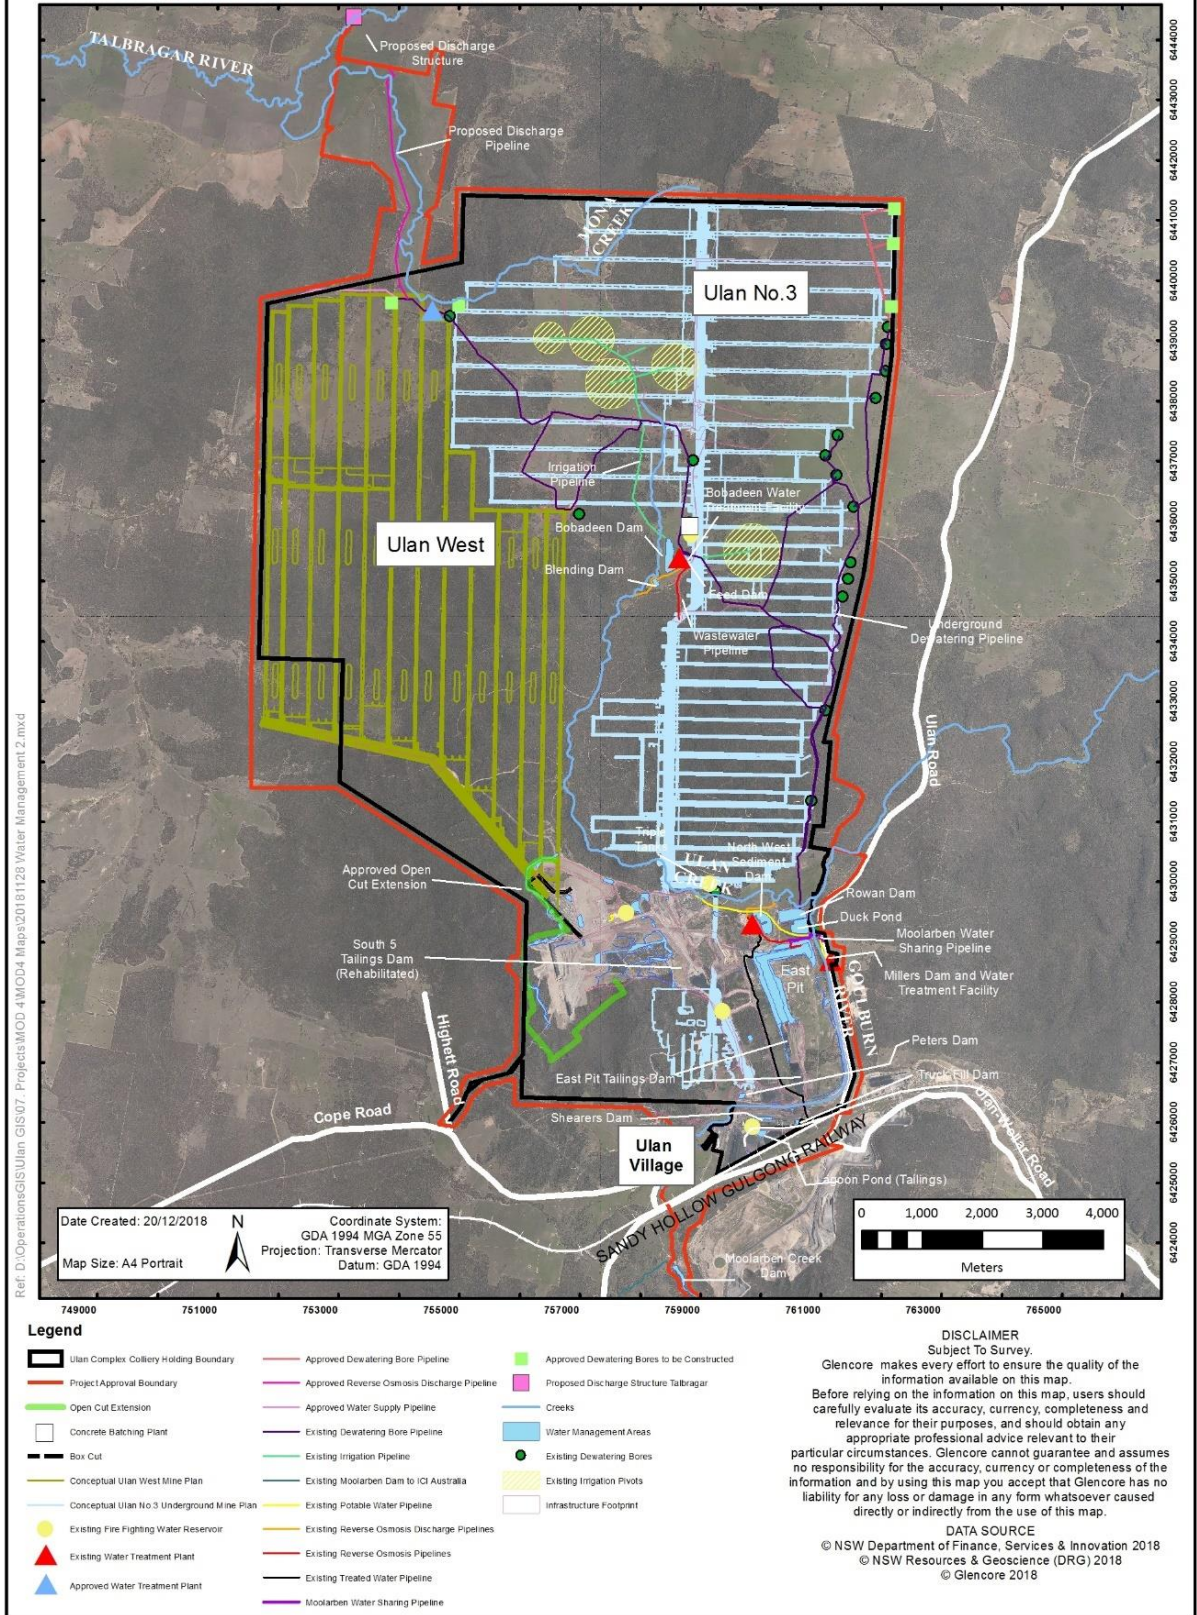 TALBRAGAR RIVER
Proposed Discharge
Structure
Proposed Discharge
Pipeline
MONA
CREEK
Ulan No.3
Irrigation
Pipeline
Bobadeen Water
Treatment Facility
Bobadeen Dam
Ulan West
Blending Dam
Feed Dam
Wastewater
Pipeline
Underground
Dewatering Pipeline
Ulan Road
Triple
Tanks
North West
Sediment
Dam
ULAN
CREEK
Approved Open
Cut Extension
Rowan Dam
Duck Pond
Moolarben Water
Sharing Pipeline
South 5
Tailings Dam
(Rehabilitated)
East
Pit
Millers Dam and Water
Treatment Facility
GOULBURN
RIVER
Highett Road
Peters Dam
East Pit Tailings Dam
Truck Fill Dam
Cope Road
Shearers Dam
Ulan-Wollar Road
Ulan
Village
Lagoon Pond (Tailings)
SANDY HOLLOW GULGONG RAILWAY
Moolarben Creek
Dam
6444000
6443000
6442000
6441000
6440000
6439000
6438000
6437000
6436000
6435000
6434000
6433000
6432000
6431000
6430000
6429000
6428000
6427000
6426000
6425000
6424000
Date Created: 20/12/2018
Map Size: A4 Portrait
N
Coordinate System:
GDA 1994 MGA Zone 55
Projection: Transverse Mercator
Datum: GDA 1994
0 1,000 2,000 3,000 4,000
Meters
749000 751000 753000 755000 757000 759000 761000 763000 765000
Ref: D:\OperationsGIS\Ulan GIS\07. Projects\MOD 4\MOD4 Maps\20181128 Water Management 2.mxd
Legend
Ulan Complex Colliery Holding Boundary
Project Approval Boundary
Open Cut Extension
Concrete Batching Plant
Box Cut
Conceptual Ulan West Mine Plan
Conceptual Ulan No.3 Underground Mine Plan
Existing Fire Fighting Water Reservoir
Existing Water Treatment Plant
Approved Water Treatment Plant
Approved Dewatering Bore Pipeline
Approved Reverse Osmosis Discharge Pipeline
Approved Water Supply Pipeline
Existing Dewatering Bore Pipeline
Existing Irrigation Pipeline
Existing Moolarben Dam to ICI Australia
Existing Potable Water Pipeline
Existing Reverse Osmosis Discharge Pipelines
Existing Reverse Osmosis Pipelines
Existing Treated Water Pipeline
Moolarben Water Sharing Pipeline
Approved Dewatering Bores to be Constructed
Proposed Discharge Structure Talbragar
Creeks
Water Management Areas
Existing Dewatering Bores
Existing Irrigation Pivots
Infrastructure Footprint
DISCLAIMER
Subject To Survey.
Glencore makes every effort to ensure the quality of the
information available on this map.
Before relying on the information on this map, users should
carefully evaluate its accuracy, currency, completeness and
relevance for their purposes, and should obtain any
appropriate professional advice relevant to their
particular circumstances. Glencore cannot guarantee and assumes
no responsibility for the accuracy, currency or completeness of the
information and by using this map you accept that Glencore has no
liability for any loss or damage in any form whatsoever caused
directly or indirectly from the use of this map.
DATA SOURCE
© NSW Department of Finance, Services & Innovation 2018
© NSW Resources & Geoscience (DRG) 2018
© Glencore 2018